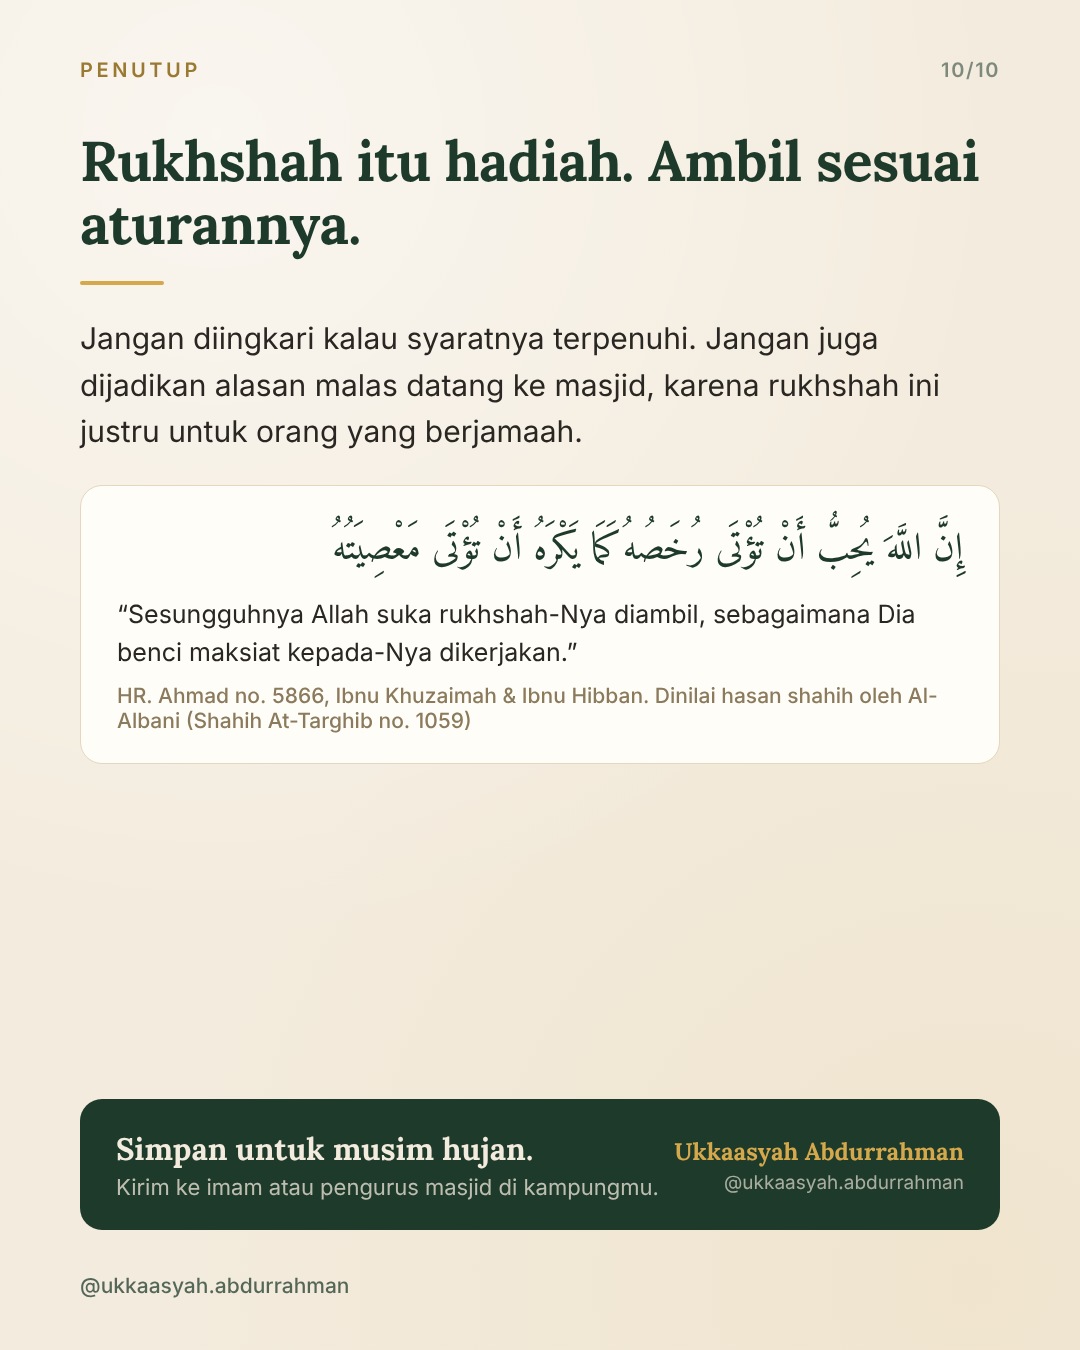 PENUTUP
10/10
Rukhshah itu hadiah. Ambil sesuai
aturannya.
Jangan diingkari kalau syaratnya terpenuhi. Jangan juga
dijadikan alasan malas datang ke masjid, karena rukhshah ini
justru untuk orang yang berjamaah.
إِنَّ اللَّهَ يُحِبُّ أَنْ تُؤْتَى رُخَصُهُ كَمَا يَكْرَهُ أَنْ تُؤْتَى مَعْصِيَتُهُ
“Sesungguhnya Allah suka rukhshah-Nya diambil, sebagaimana Dia
benci maksiat kepada-Nya dikerjakan.”
HR. Ahmad no. 5866, Ibnu Khuzaimah & Ibnu Hibban. Dinilai hasan shahih oleh Al-
Albani (Shahih At-Targhib no. 1059)
Simpan untuk musim hujan.
Kirim ke imam atau pengurus masjid di kampungmu.
Ukkaasyah Abdurrahman
@ukkaasyah.abdurrahman
@ukkaasyah.abdurrahman